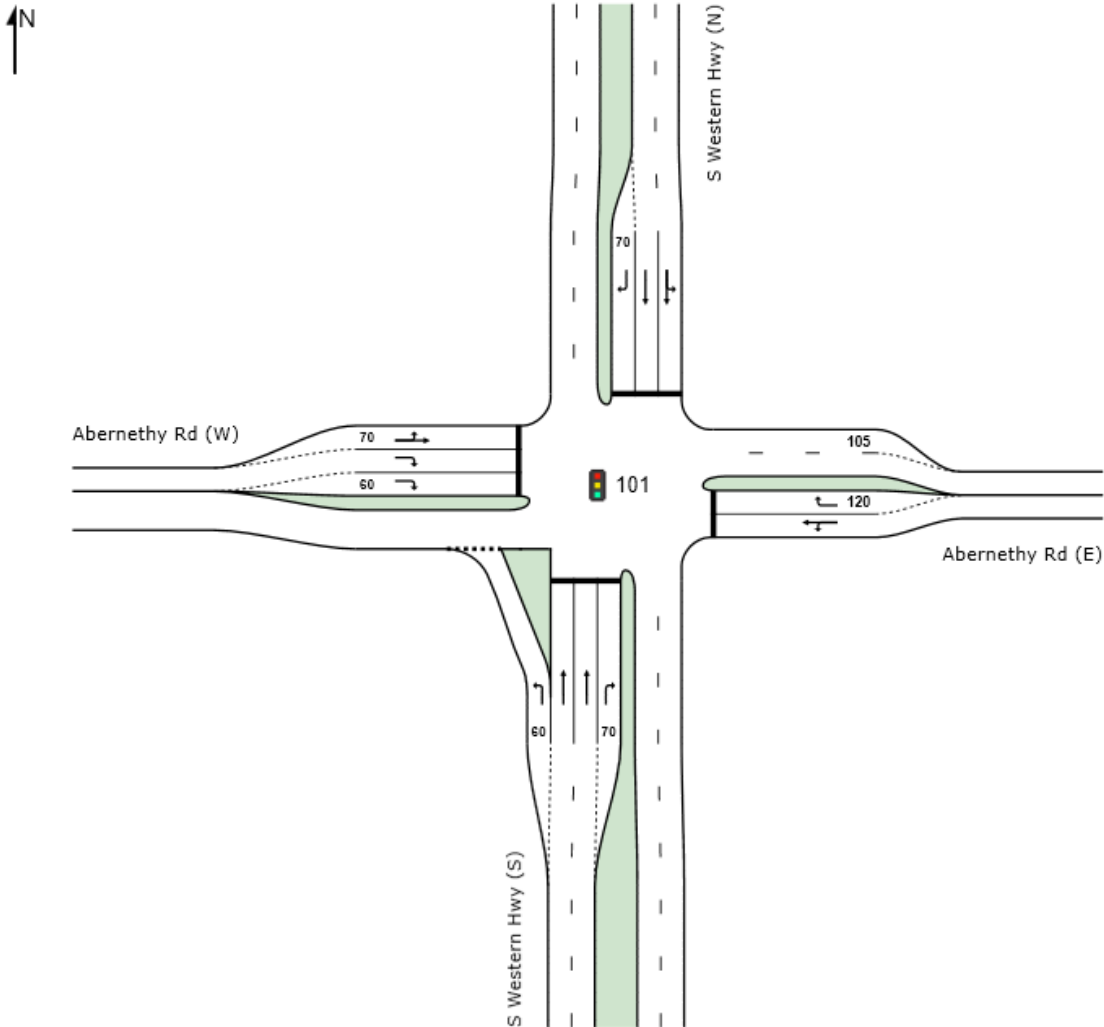 N
S Western Hwy (N)
70
Abernethy Rd (W)
70
105
60
101
120
Abernethy Rd (E)
60
70
S Western Hwy (S)